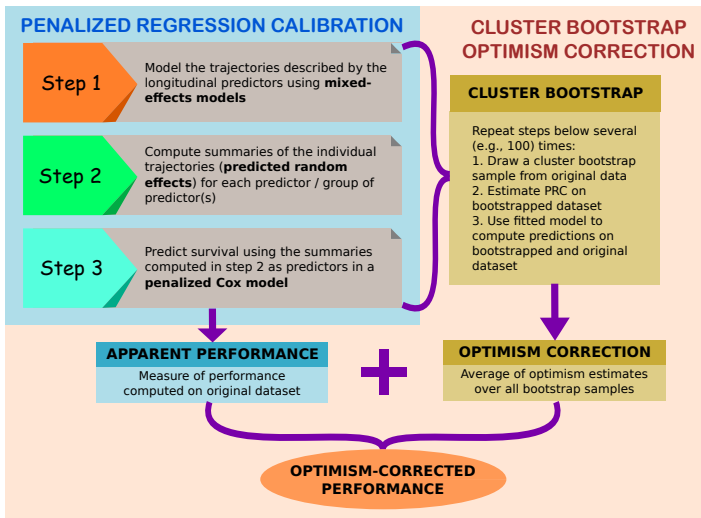 PENALIZED REGRESSION CALIBRATION
Step 1
Model the trajectories described by the
longitudinal predictors using mixed-
effects models
Step 2
Compute summaries of the individual
trajectories (predicted random
effects) for each predictor / group of
predictor(s)
Step 3
Predict survival using the summaries
computed in step 2 as predictors in a
penalized Cox model
CLUSTER BOOTSTRAP
OPTIMISM CORRECTION
CLUSTER BOOTSTRAP
Repeat steps below several
(e.g., 100) times:
1. Draw a cluster bootstrap
sample from original data
2. Estimate PRC on
bootstrapped dataset
3. Use fitted model to
compute predictions on
bootstrapped and original
dataset
APPARENT PERFORMANCE
Measure of performance
computed on original dataset
+
OPTIMISM CORRECTION
Average of optimism estimates
over all bootstrap samples
OPTIMISM-CORRECTED
PERFORMANCE